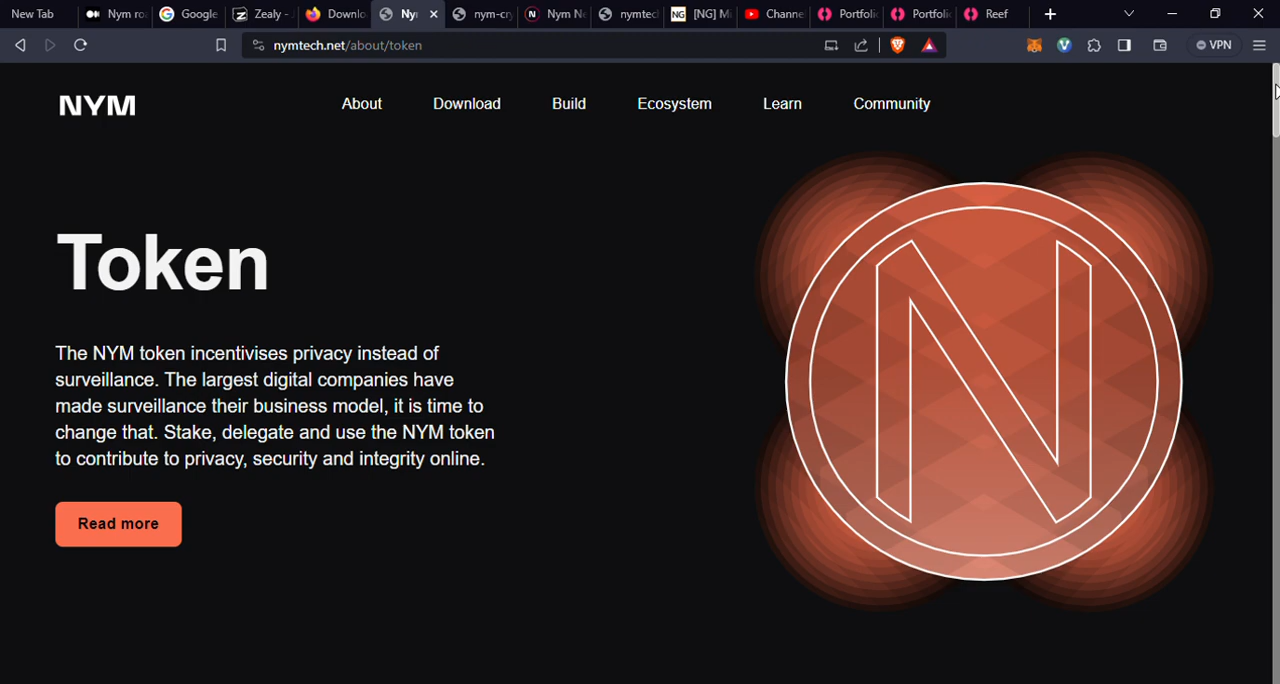 New Tab
Nym ro
Google
Zealy -
Downlo
Ny
nym-cry
Nym Ne
nymtech
NG [NG] Mi
Channe
Portfoli
Portfoli
Reef
nymtech.net/about/token
VPN
NYM
About
Download
Build
Ecosystem
Learn
Community
Token
The NYM token incentivises privacy instead of
surveillance. The largest digital companies have
made surveillance their business model, it is time to
change that. Stake, delegate and use the NYM token
to contribute to privacy, security and integrity online.
Read more